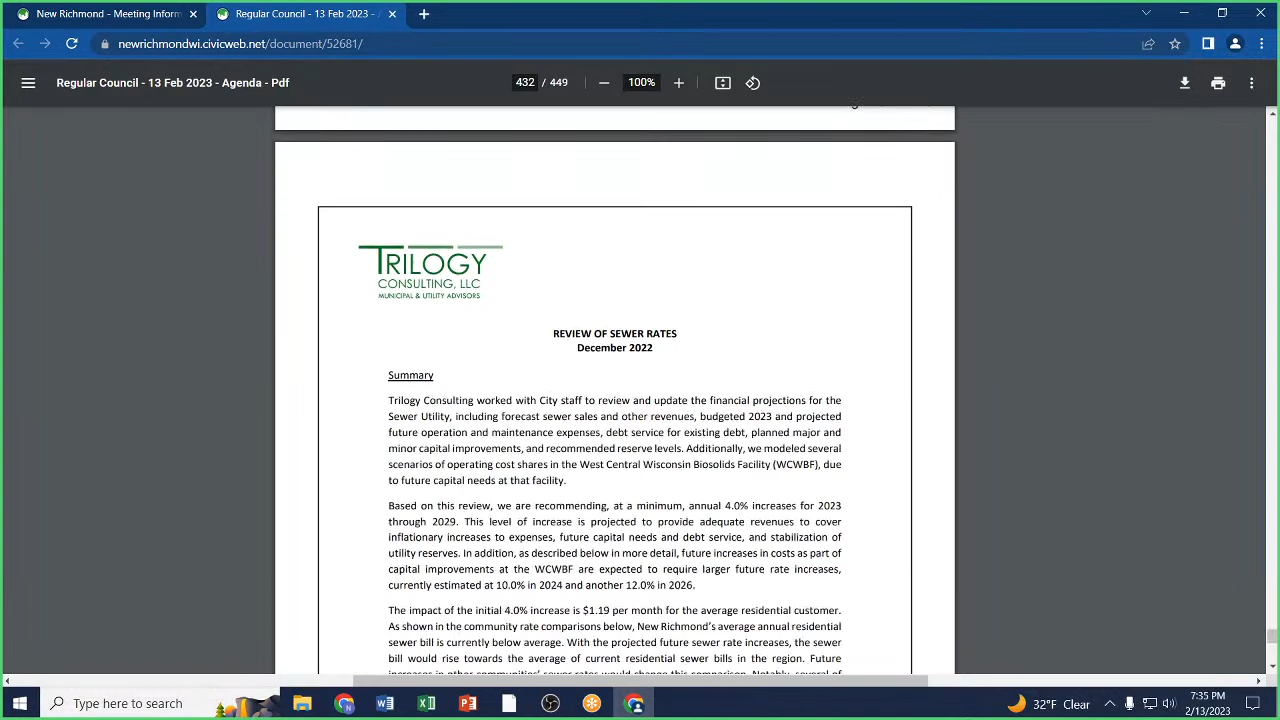 New Richmond - Meeting Inform
Regular Council - 13 Feb 2023 - A
newrichmondwi.civicweb.net/document/52681/
Regular Council - 13 Feb 2023 - Agenda - Pdf
432 / 449
100%
TRILOGY
CONSULTING, LLC
MUNICIPAL & UTILITY ADVISORS
REVIEW OF SEWER RATES
December 2022
Summary
Trilogy Consulting worked with City staff to review and update the financial projections for the
Sewer Utility, including forecast sewer sales and other revenues, budgeted 2023 and projected
future operation and maintenance expenses, debt service for existing debt, planned major and
minor capital improvements, and recommended reserve levels. Additionally, we modeled several
scenarios of operating cost shares in the West Central Wisconsin Biosolids Facility (WCWBF), due
to future capital needs at that facility.
Based on this review, we are recommending, at a minimum, annual 4.0% increases for 2023
through 2029. This level of increase is projected to provide adequate revenues to cover
inflationary increases to expenses, future capital needs and debt service, and stabilization of
utility reserves. In addition, as described below in more detail, future increases in costs as part of
capital improvements at the WCWBF are expected to require larger future rate increases,
currently estimated at 10.0% in 2024 and another 12.0% in 2026.
The impact of the initial 4.0% increase is $1.19 per month for the average residential customer.
As shown in the community rate comparisons below, New Richmond's average annual residential
sewer bill is currently below average. With the projected future sewer rate increases, the sewer
bill would rise towards the average of current residential sewer bills in the region. Future
increases in other communities' sewer rates would change this comparison. Notably, several of
Type here to search
32°F Clear
7:35 PM
2/13/2023